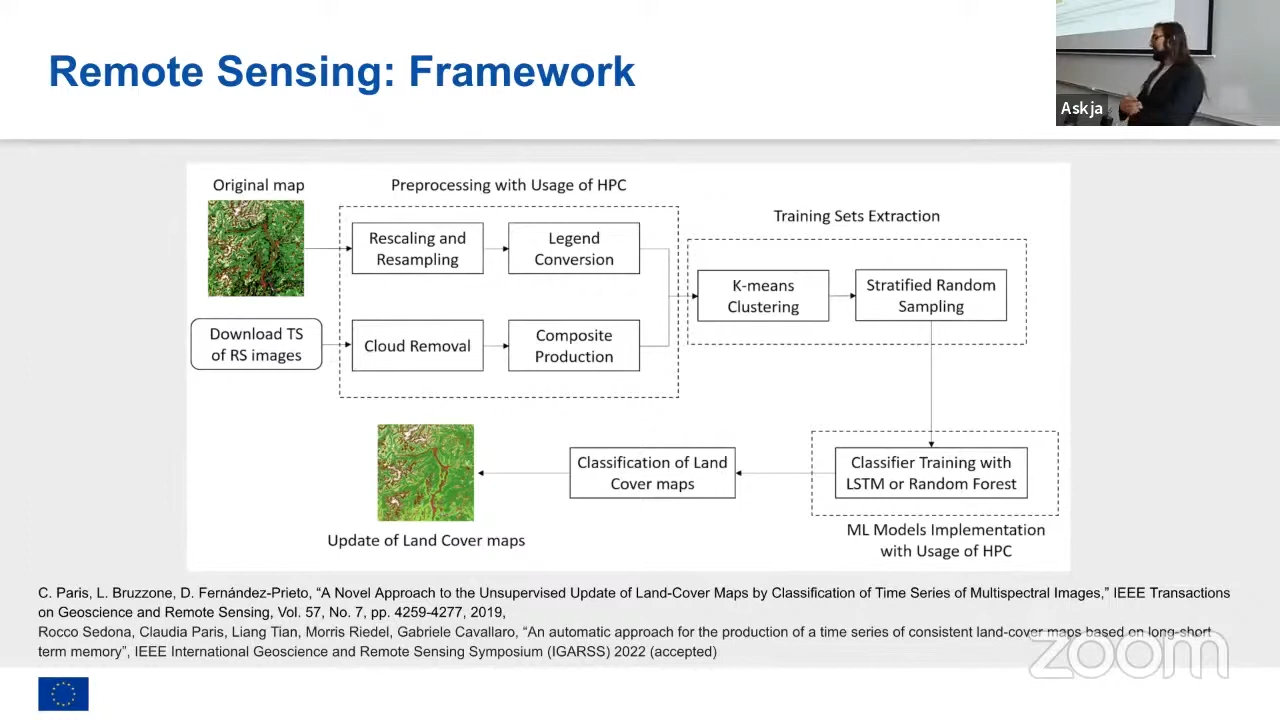 Remote Sensing: Framework
Askja
Original map
Preprocessing with Usage of HPC
Training Sets Extraction
Rescaling and
Resampling
Legend
Conversion
K-means
Clustering
Stratified Random
Sampling
Download TS
of RS images
Cloud Removal
Composite
Production
Classification of Land
Cover maps
Classifier Training with
LSTM or Random Forest
Update of Land Cover maps
ML Models Implementation
with Usage of HPC
C. Paris, L. Bruzzone, D. Fernández-Prieto, “A Novel Approach to the Unsupervised Update of Land-Cover Maps by Classification of Time Series of Multispectral Images,” IEEE Transactions
on Geoscience and Remote Sensing, Vol. 57, No. 7, pp. 4259-4277, 2019,
Rocco Sedona, Claudia Paris, Liang Tian, Morris Riedel, Gabriele Cavallaro, “An automatic approach for the production of a time series of consistent land-cover maps based on long-short
term memory”, IEEE International Geoscience and Remote Sensing Symposium (IGARSS) 2022 (accepted)
zoom